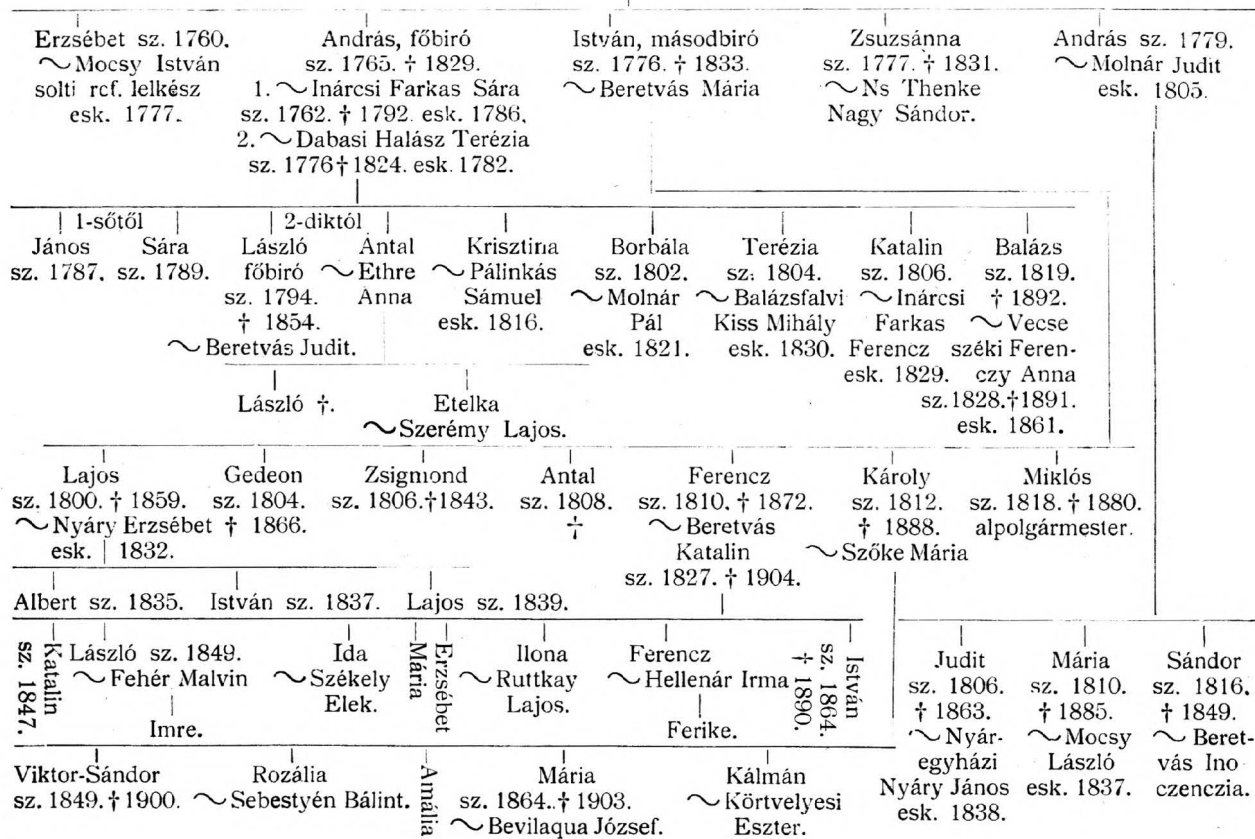 Erzsébet sz. 1760.
~ Mocsy István
solti ref. lelkész
esk. 1777.
András, főbiró
sz. 1765. † 1829.
1. ~ Inárcsi Farkas Sára
sz. 1762. † 1792. esk. 1786.
2. ~ Dabasi Halász Terézia
sz. 1776 † 1824. esk. 1782.
István, másodbiró
sz. 1776. † 1833.
~ Beretvás Mária
Zsuzsánna
sz. 1777. † 1831.
~ Ns Thenke
Nagy Sándor.
András sz. 1779.
~ Molnár Judit
esk. 1805.
1-sőtől
János
sz. 1787.
Sára
sz. 1789.
2-diktól
László
főbiró
sz. 1794.
† 1854.
~ Beretvás Judit.
Antal
~ Ethre
Anna
Krisztina
~ Pálinkás
Sámuel
esk. 1816.
Borbála
sz. 1802.
~ Molnár
Pál
esk. 1821.
Terézia
sz. 1804.
~ Balázsfalvi
Kiss Mihály
esk. 1830.
Katalin
sz. 1806.
~ Inárcsi
Farkas
Ferencz
esk. 1829.
Balázs
sz. 1819.
† 1892.
~ Vecse
széki Feren-
czy Anna
sz. 1828. † 1891.
esk. 1861.
László †.
Etelka
~ Szerémy Lajos.
Lajos
sz. 1800. † 1859.
~ Nyáry Erzsébet
esk. 1832.
Gedeon
sz. 1804.
† 1866.
Zsigmond
sz. 1806. † 1843.
Antal
sz. 1808.
†
Ferencz
sz. 1810. † 1872.
~ Beretvás
Katalin
sz. 1827. † 1904.
Károly
sz. 1812.
† 1888.
~ Szőke Mária
Miklós
sz. 1818. † 1880.
alpolgármester.
Albert sz. 1835.
István sz. 1837.
Lajos sz. 1839.
Katalin
sz. 1847.
László sz. 1849.
~ Fehér Malvin
Imre.
Ida
~ Székely
Elek.
Mária
Erzsébet
Ilona
~ Ruttkay
Lajos.
Ferencz
~ Hellenár Irma
Ferike.
István
sz. 1864.
† 1890.
Judit
sz. 1806.
† 1863.
~ Nyár-
egyházi
Nyáry János
esk. 1838.
Mária
sz. 1810.
† 1885.
~ Mocsy
László
esk. 1837.
Sándor
sz. 1816.
† 1849.
~ Beret-
vás Ino
czenczia.
Viktor-Sándor
sz. 1849. † 1900.
Rozália
~ Sebestyén Bálint.
Amália
Mária
sz. 1864. † 1903.
~ Bevilaqua József.
Kálmán
~ Körtvelyesi
Eszter.